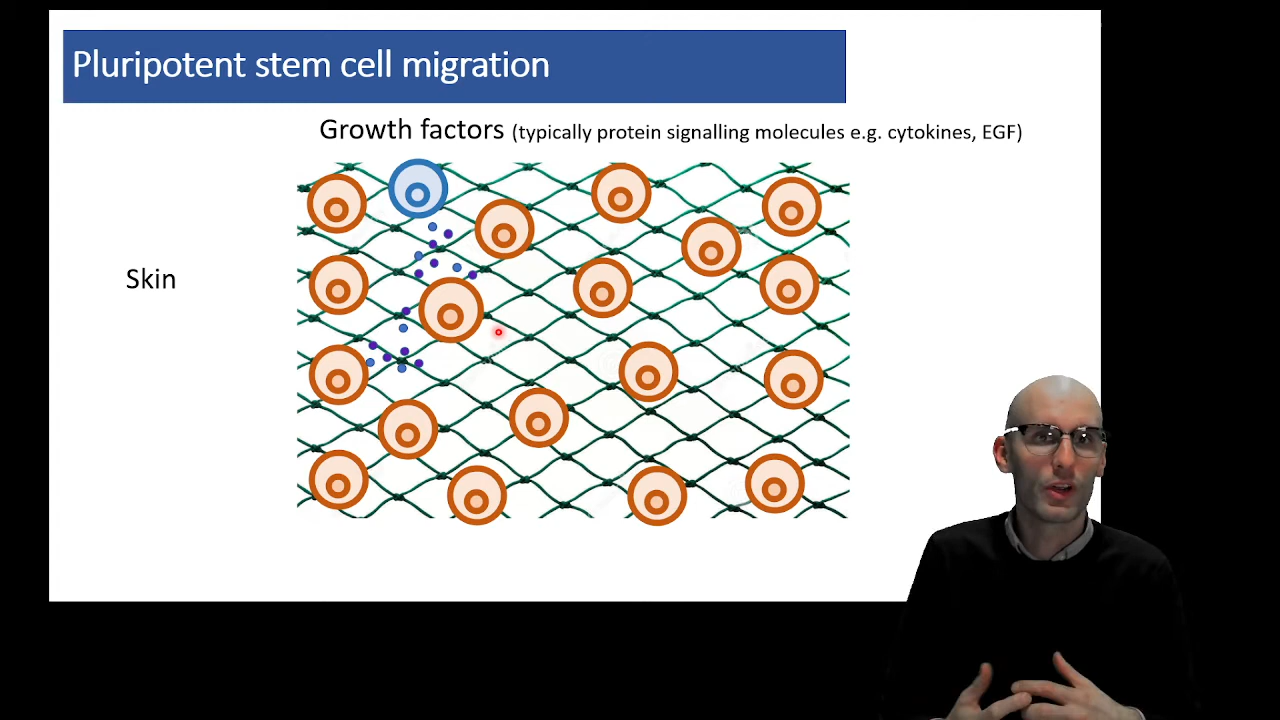 Pluripotent stem cell migration
Growth factors (typically protein signalling molecules e.g. cytokines, EGF)
Skin